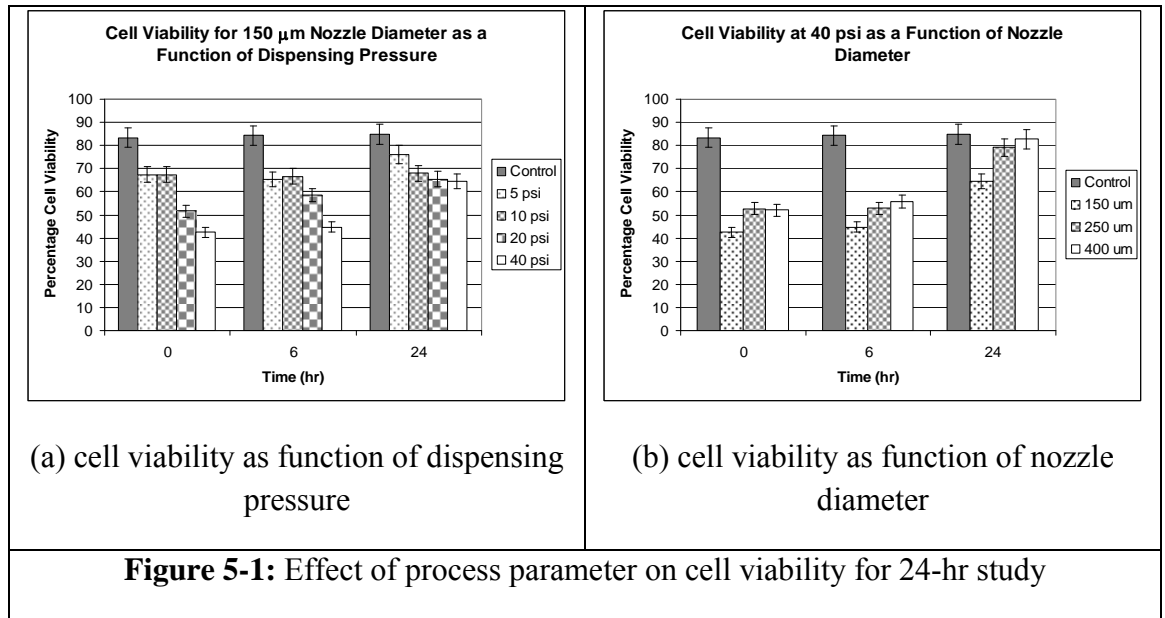 Cell Viability for 150 μm Nozzle Diameter as a
Function of Dispensing Pressure
100
90
80
70
60
50
40
30
20
10
0
Percentage Cell Viability
0 6 24
Time (hr)
Control
5 psi
10 psi
20 psi
40 psi
(a) cell viability as function of dispensing
pressure
Cell Viability at 40 psi as a Function of Nozzle
Diameter
100
90
80
70
60
50
40
30
20
10
0
Percentage Cell Viability
0 6 24
Time (hr)
Control
150 um
250 um
400 um
(b) cell viability as function of nozzle
diameter
Figure 5-1: Effect of process parameter on cell viability for 24-hr study